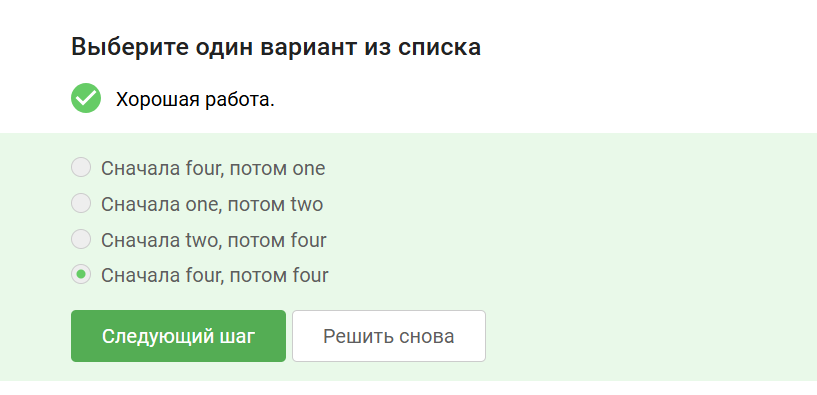 Выберите один вариант из списка
Хорошая работа.
Сначала four, потом one
Сначала one, потом two
Сначала two, потом four
Сначала four, потом four
Следующий шаг
Решить снова